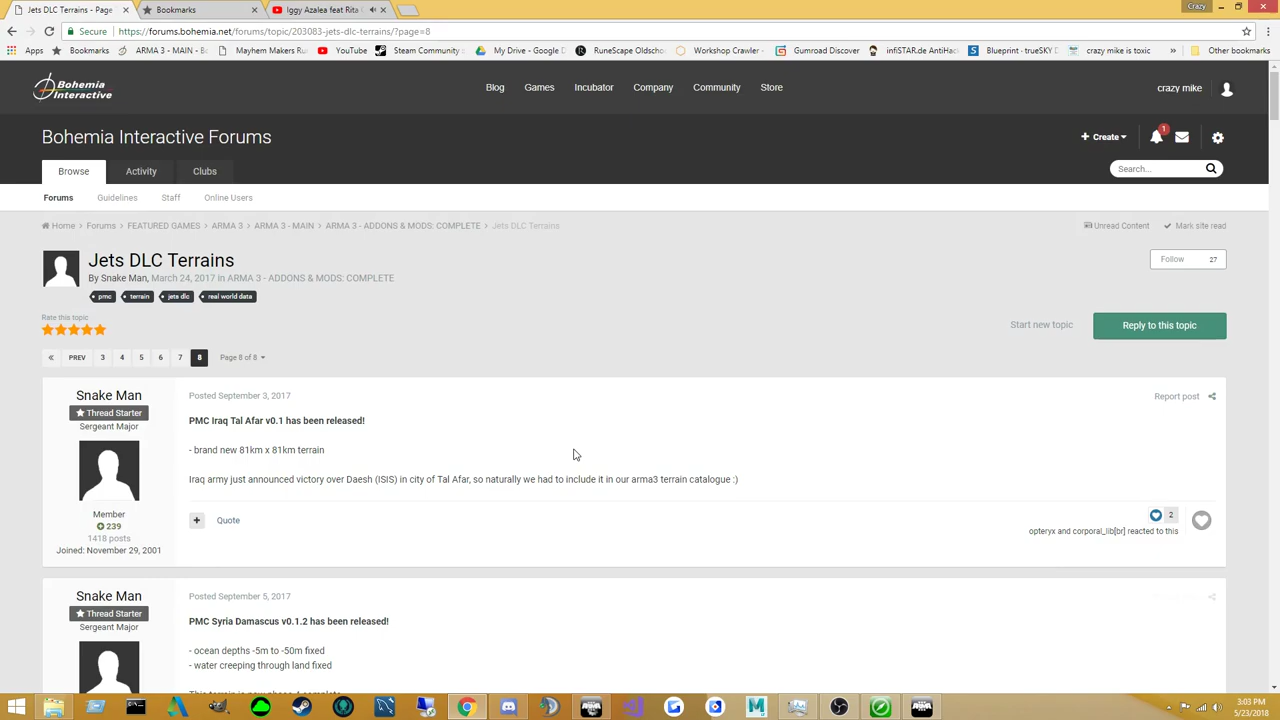 Jets DLC Terrains - Page
Bookmarks
Iggy Azalea feat Rita
Crazy
Secure
https://forums.bohemia.net/forums/topic/203083-jets-dlc-terrains/?page=8
Apps
Bookmarks
ARMA 3 - MAIN - B
Mayhem Makers Ru
YouTube
Steam Community
My Drive - Google D
RuneScape Oldscho
Workshop Crawler -
Gumroad Discover
infiSTAR.de AntiHac
Blueprint - trueSKY D
crazy mike is toxic
»
Other bookmarks
Bohemia Interactive
Blog
Games
Incubator
Company
Community
Store
crazy mike
Bohemia Interactive Forums
+ Create
1
Browse
Activity
Clubs
Search...
Forums
Guidelines
Staff
Online Users
Home > Forums > FEATURED GAMES > ARMA 3 > ARMA 3 - MAIN > ARMA 3 - ADDONS & MODS: COMPLETE > Jets DLC Terrains
Unread Content
Mark site read
Jets DLC Terrains
By Snake Man, March 24, 2017 in ARMA 3 - ADDONS & MODS: COMPLETE
Follow 27
pmc
terrain
jets dlc
real world data
Rate this topic
Start new topic
Reply to this topic
« PREV 3 4 5 6 7 8 Page 8 of 8
Snake Man
Thread Starter
Sergeant Major
Member
239
1418 posts
Joined: November 29, 2001
Posted September 3, 2017
Report post
PMC Iraq Tal Afar v0.1 has been released!
- brand new 81km x 81km terrain
Iraq army just announced victory over Daesh (ISIS) in city of Tal Afar, so naturally we had to include it in our arma3 terrain catalogue :)
+ Quote
2
opteryx and corporal_lib[br] reacted to this
Snake Man
Thread Starter
Sergeant Major
Posted September 5, 2017
PMC Syria Damascus v0.1.2 has been released!
- ocean depths -5m to -50m fixed
- water creeping through land fixed
3:03 PM
5/23/2018